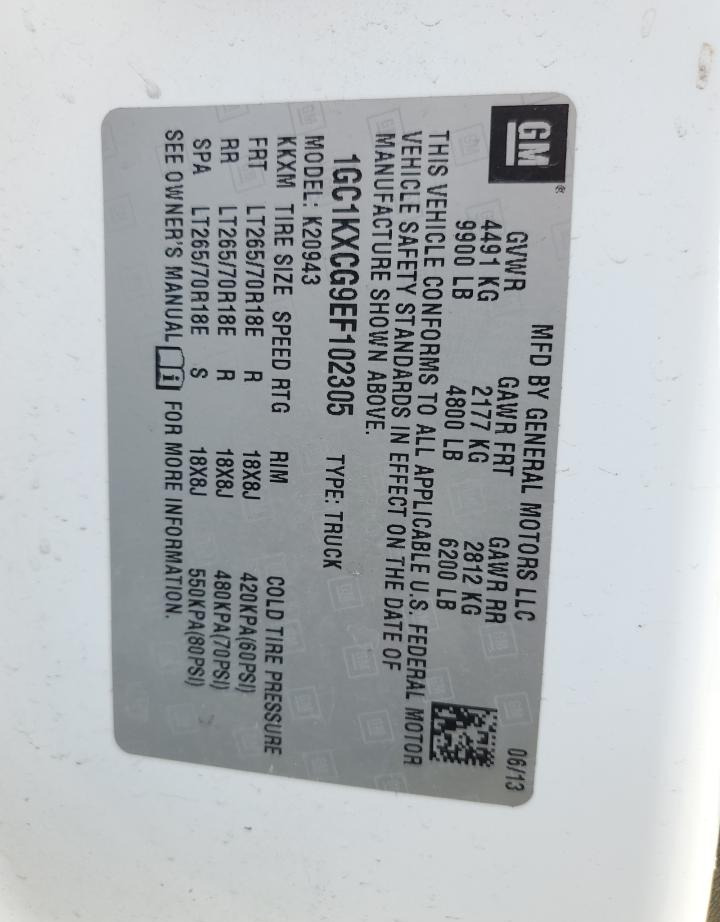 GM ®
MFD BY GENERAL MOTORS LLC 06/13
GVWR GAWR FRT GAWR RR
4491 KG 2177 KG 2812 KG
9900 LB 4800 LB 6200 LB
THIS VEHICLE CONFORMS TO ALL APPLICABLE U.S. FEDERAL MOTOR
VEHICLE SAFETY STANDARDS IN EFFECT ON THE DATE OF
MANUFACTURE SHOWN ABOVE.
1GC1KXCG9EF102305 TYPE: TRUCK
MODEL: K20943
KKXM TIRE SIZE SPEED RTG RIM COLD TIRE PRESSURE
FRT LT265/70R18E R 18X8J 420KPA(60PSI)
RR LT265/70R18E R 18X8J 480KPA(70PSI)
SPA LT265/70R18E S 18X8J 550KPA(80PSI)
SEE OWNER'S MANUAL FOR MORE INFORMATION.